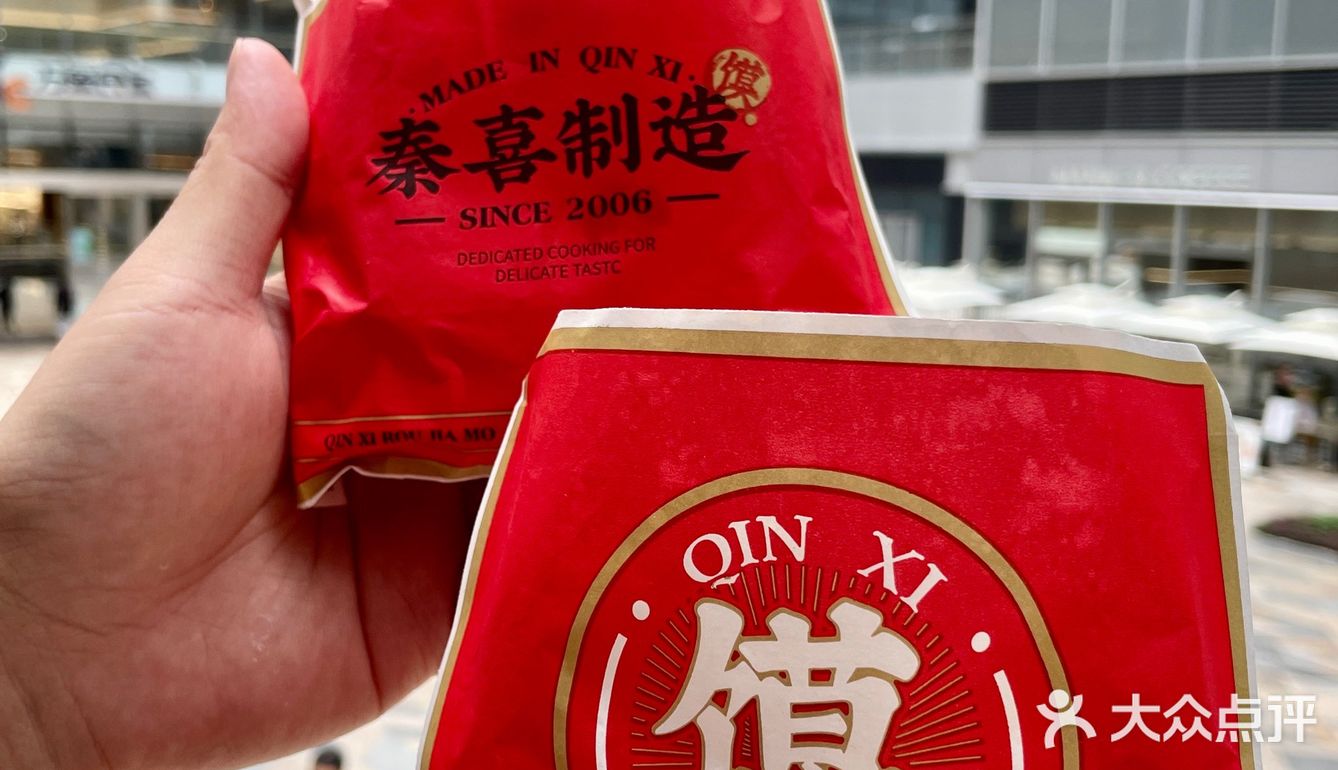 · MADE IN QIN XI ·
馍
秦喜制造
SINCE 2006
DEDICATED COOKING FOR
DELICATE TASTC
QIN XI ROU JIA MO
QIN XI
馍
大众点评